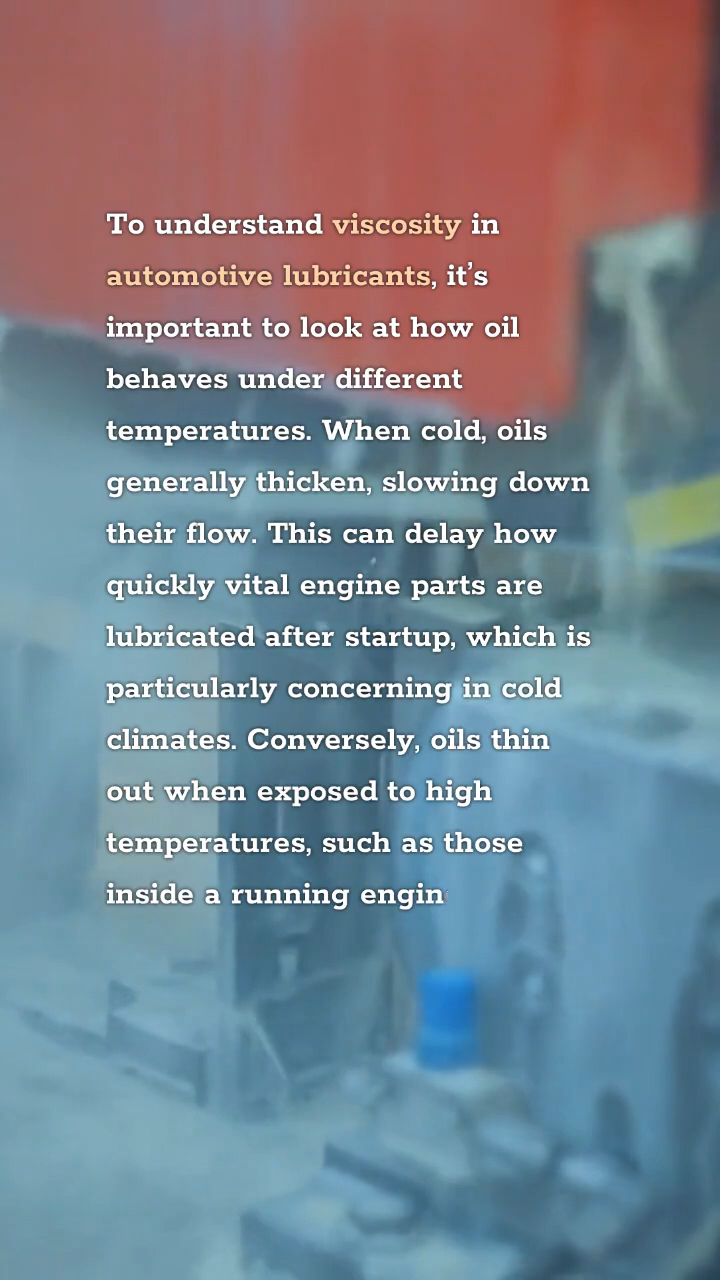 To understand viscosity in
automotive lubricants, it’s
important to look at how oil
behaves under different
temperatures. When cold, oils
generally thicken, slowing down
their flow. This can delay how
quickly vital engine parts are
lubricated after startup, which is
particularly concerning in cold
climates. Conversely, oils thin
out when exposed to high
temperatures, such as those
inside a running engin